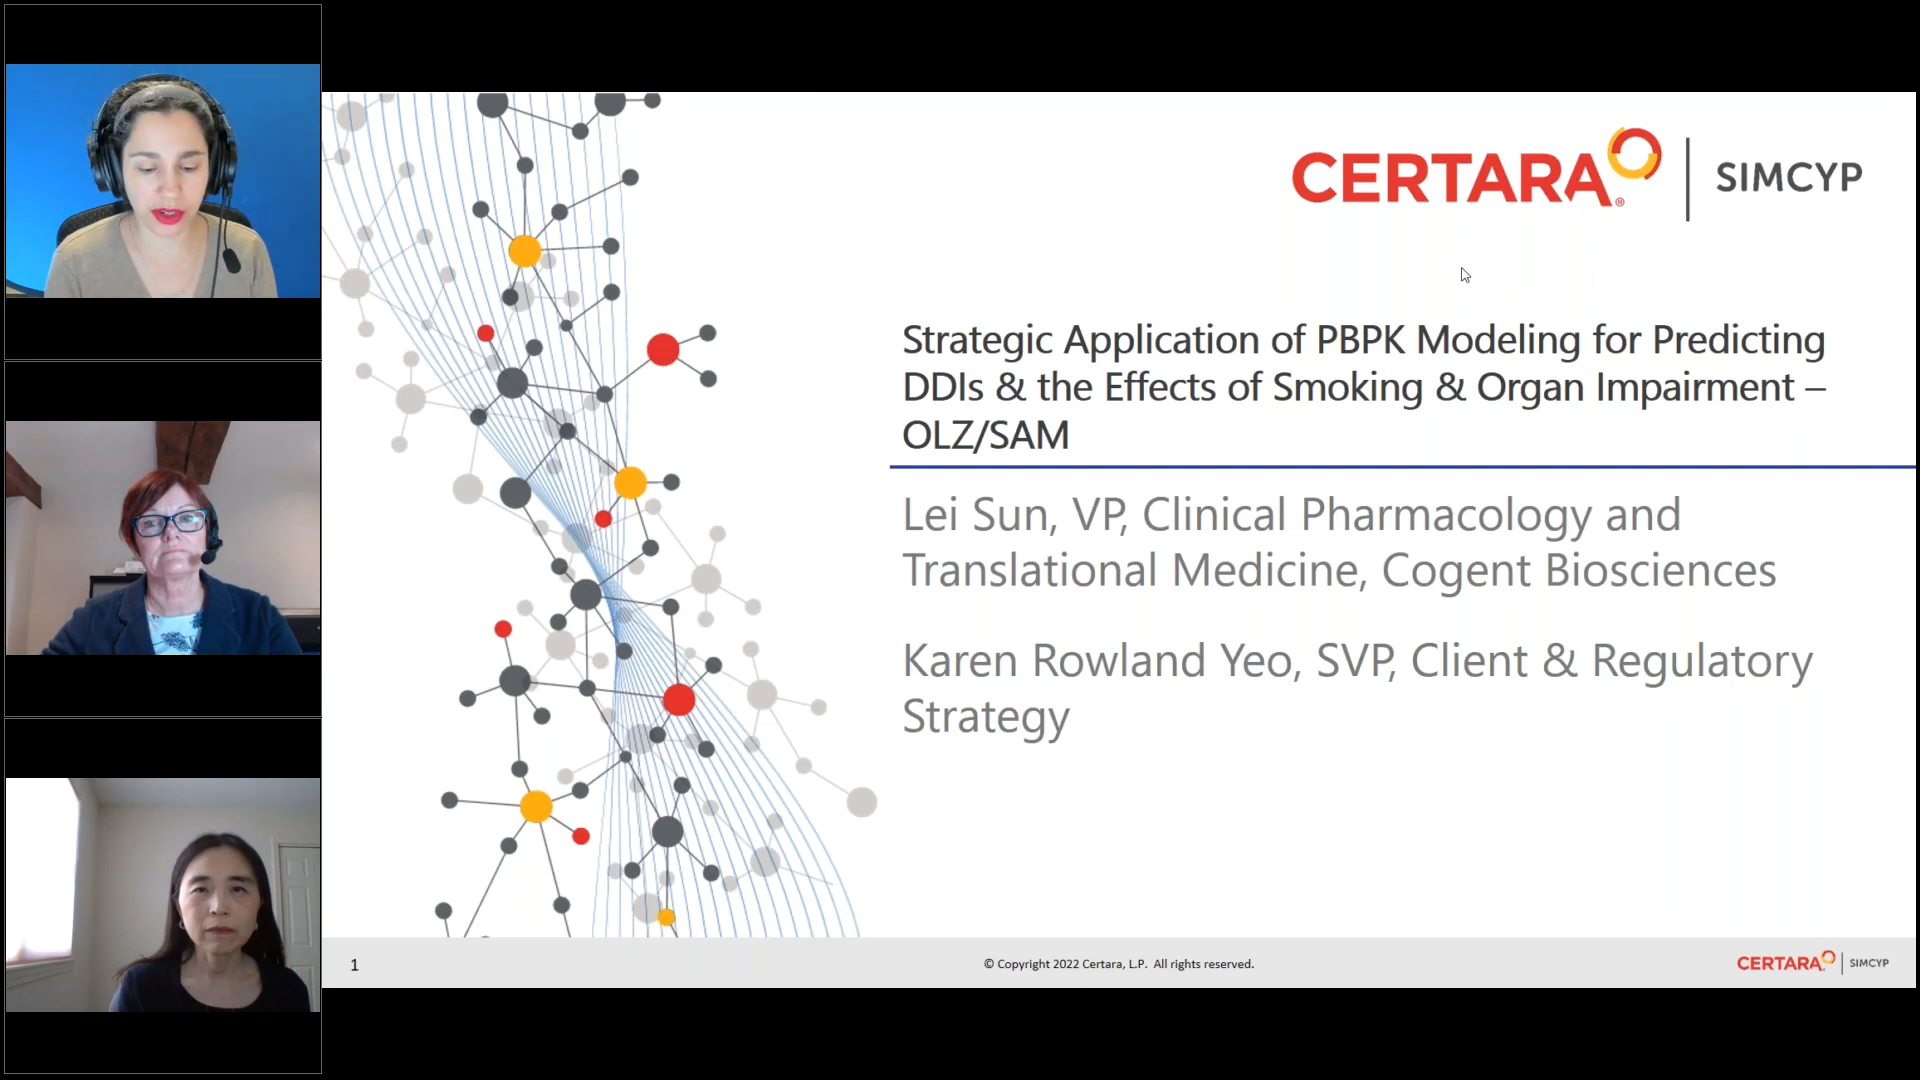 CERTARA® | SIMCYP
Strategic Application of PBPK Modeling for Predicting
DDIs & the Effects of Smoking & Organ Impairment –
OLZ/SAM
Lei Sun, VP, Clinical Pharmacology and
Translational Medicine, Cogent Biosciences
Karen Rowland Yeo, SVP, Client & Regulatory
Strategy
1
© Copyright 2022 Certara, L.P. All rights reserved.
CERTARA | SIMCYP